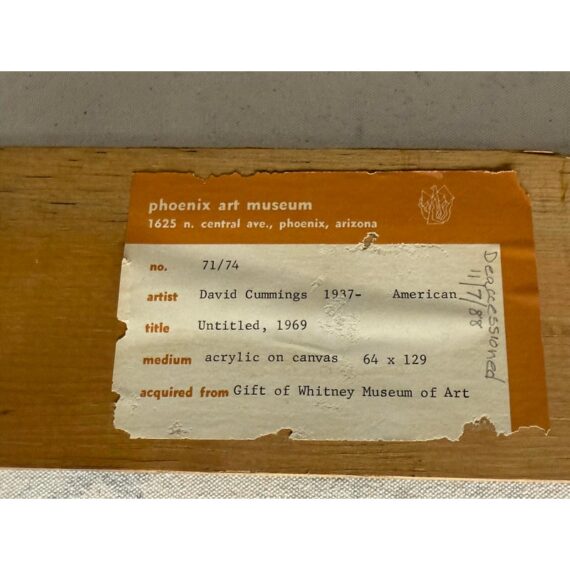 phoenix art museum
1625 n. central ave., phoenix, arizona
no. 71/74
artist David Cummings 1937- American
title Untitled, 1969
medium acrylic on canvas 64 x 129
acquired from Gift of Whitney Museum of Art
Deaccessioned
11/7/88